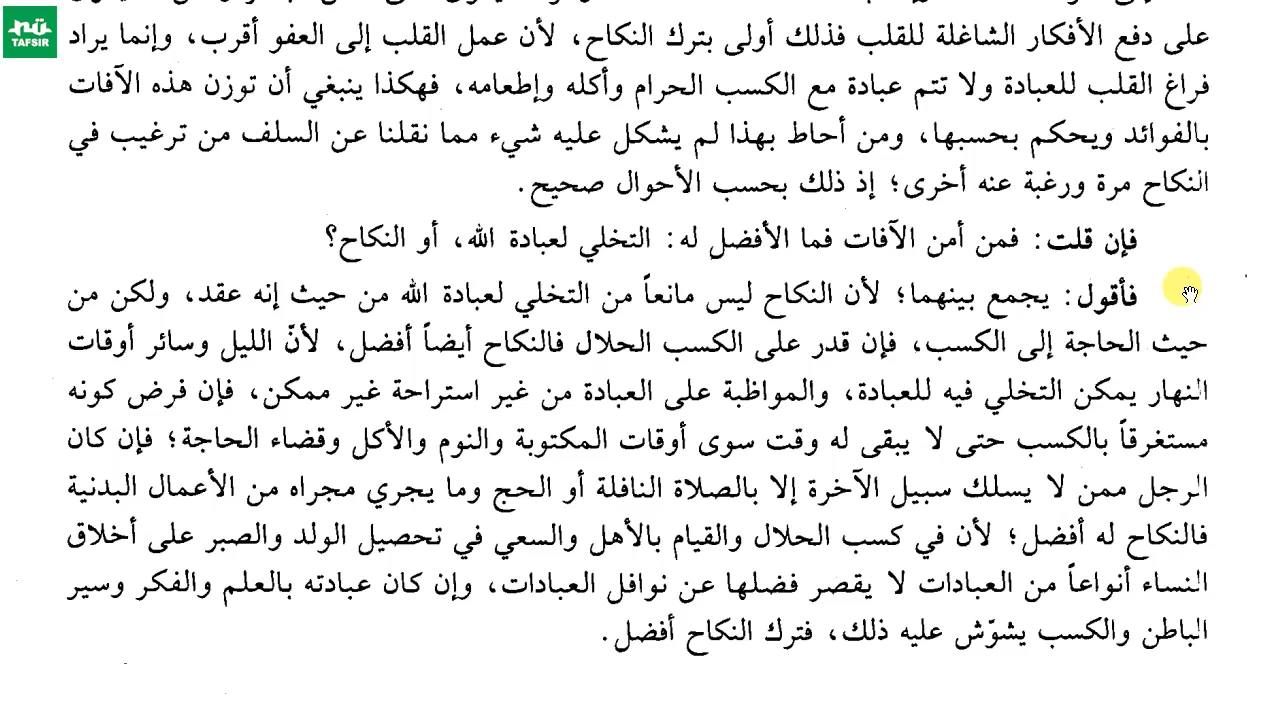 TAFSIR
على دفع الأفكار الشاغلة للقلب فذلك أولى بترك النكاح، لأن عمل القلب إلى العفو أقرب، وإنما يراد
فراغ القلب للعبادة ولا تتم عبادة مع الكسب الحرام وأكله وإطعامه، فهكذا ينبغي أن توزن هذه الآفات
بالفوائد ويحكم بحسبها، ومن أحاط بهذا لم يشكل عليه شيء مما نقلنا عن السلف من ترغيب في
النكاح مرة ورغبة عنه أخرى؛ إذ ذلك بحسب الأحوال صحيح.
فإن قلت: فمن أمن الآفات فما الأفضل له: التخلي لعبادة الله، أو النكاح؟
فأقول: يجمع بينهما؛ لأن النكاح ليس مانعاً من التخلي لعبادة الله من حيث إنه عقد، ولكن من
حيث الحاجة إلى الكسب، فإن قدر على الكسب الحلال فالنكاح أيضاً أفضل، لأنّ الليل وسائر أوقات
النهار يمكن التخلي فيه للعبادة، والمواظبة على العبادة من غير استراحة غير ممكن، فإن فرض كونه
مستغرقاً بالكسب حتى لا يبقى له وقت سوى أوقات المكتوبة والنوم والأكل وقضاء الحاجة؛ فإن كان
الرجل ممن لا يسلك سبيل الآخرة إلا بالصلاة النافلة أو الحج وما يجري مجراه من الأعمال البدنية
فالنكاح له أفضل؛ لأن في كسب الحلال والقيام بالأهل والسعي في تحصيل الولد والصبر على أخلاق
النساء أنواعاً من العبادات لا يقصر فضلها عن نوافل العبادات، وإن كان عبادته بالعلم والفكر وسير
الباطن والكسب يشوّش عليه ذلك، فترك النكاح أفضل.